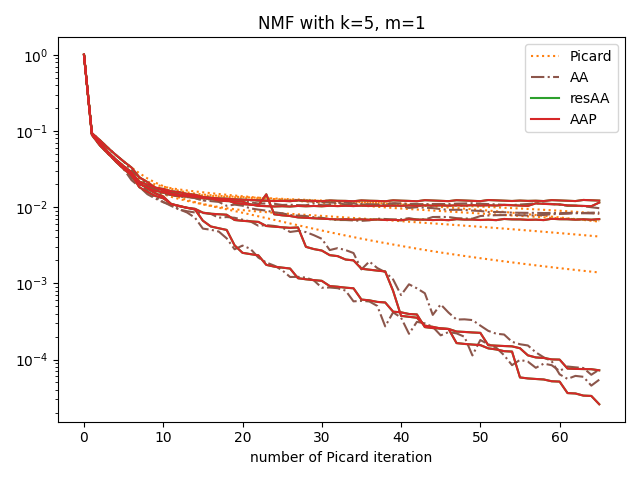 NMF with k=5, m=1
Picard
AA
resAA
AAP
10⁰
10⁻¹
10⁻²
10⁻³
10⁻⁴
0 10 20 30 40 50 60
number of Picard iteration